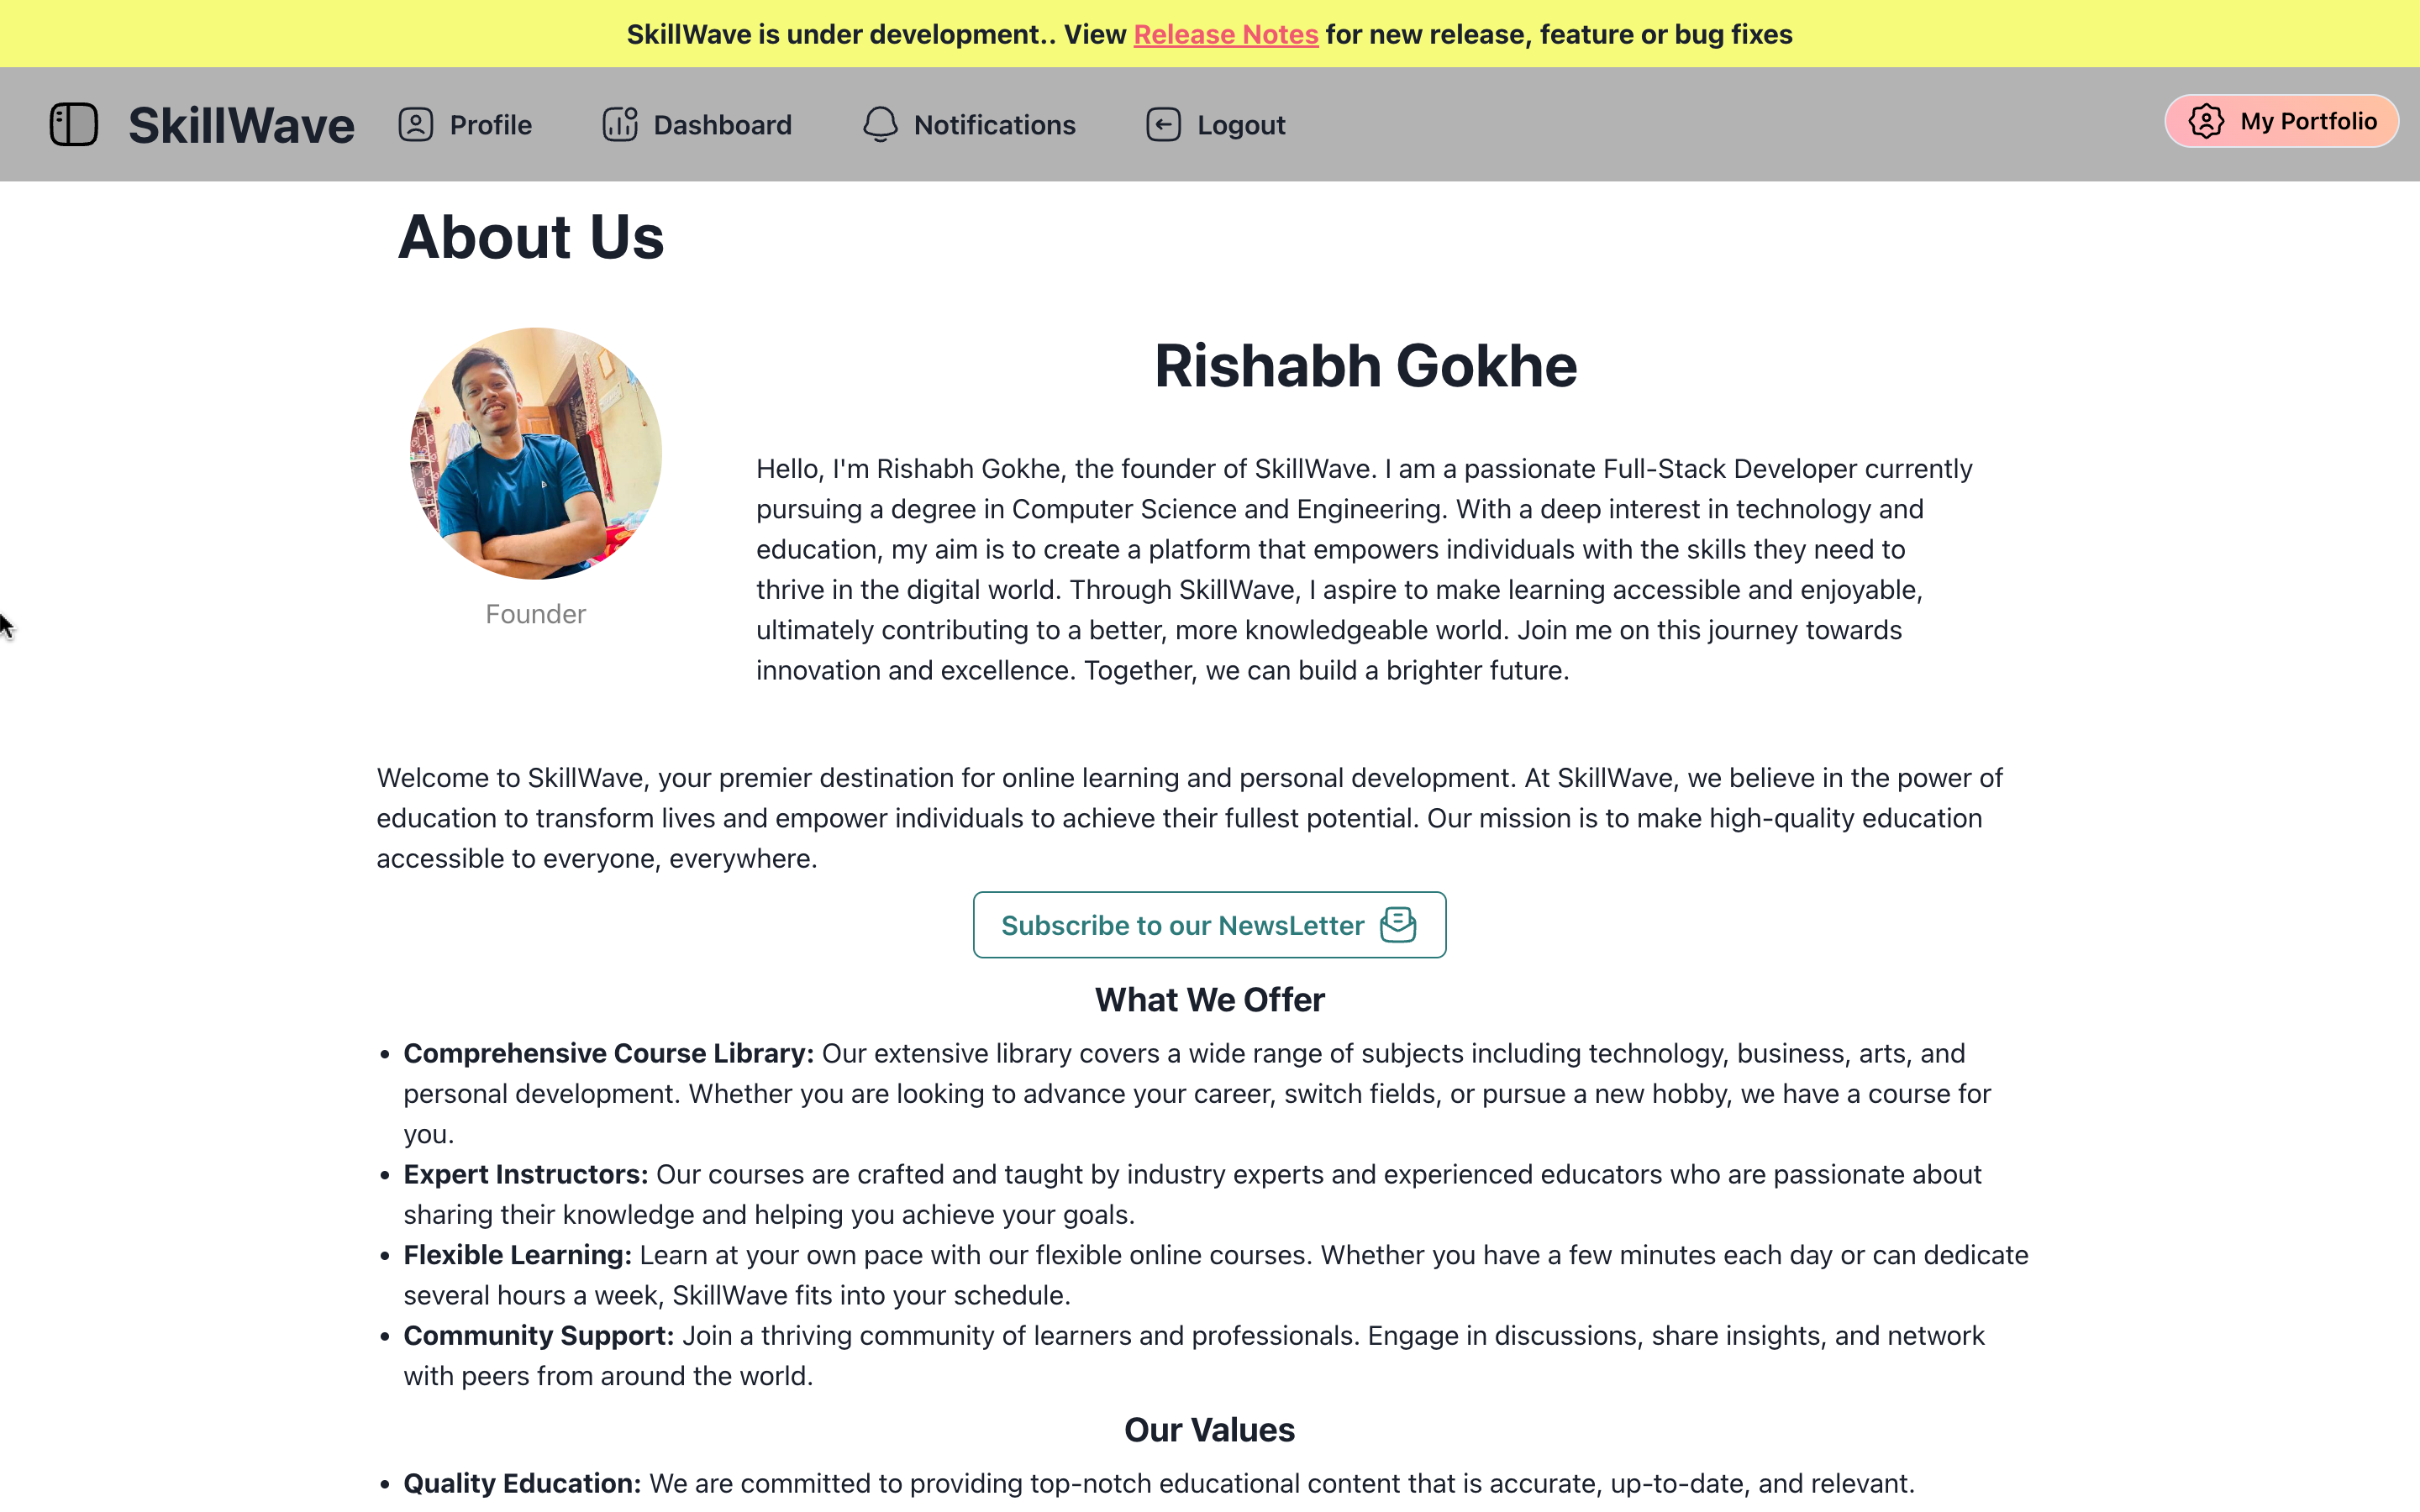 SkillWave is under development.. View Release Notes for new release, feature or bug fixes
SkillWave Profile Dashboard Notifications Logout My Portfolio
About Us
Rishabh Gokhe
Founder
Hello, I'm Rishabh Gokhe, the founder of SkillWave. I am a passionate Full-Stack Developer currently
pursuing a degree in Computer Science and Engineering. With a deep interest in technology and
education, my aim is to create a platform that empowers individuals with the skills they need to
thrive in the digital world. Through SkillWave, I aspire to make learning accessible and enjoyable,
ultimately contributing to a better, more knowledgeable world. Join me on this journey towards
innovation and excellence. Together, we can build a brighter future.
Welcome to SkillWave, your premier destination for online learning and personal development. At SkillWave, we believe in the power of
education to transform lives and empower individuals to achieve their fullest potential. Our mission is to make high-quality education
accessible to everyone, everywhere.
Subscribe to our NewsLetter
What We Offer
• Comprehensive Course Library: Our extensive library covers a wide range of subjects including technology, business, arts, and
personal development. Whether you are looking to advance your career, switch fields, or pursue a new hobby, we have a course for
you.
• Expert Instructors: Our courses are crafted and taught by industry experts and experienced educators who are passionate about
sharing their knowledge and helping you achieve your goals.
• Flexible Learning: Learn at your own pace with our flexible online courses. Whether you have a few minutes each day or can dedicate
several hours a week, SkillWave fits into your schedule.
• Community Support: Join a thriving community of learners and professionals. Engage in discussions, share insights, and network
with peers from around the world.
Our Values
• Quality Education: We are committed to providing top-notch educational content that is accurate, up-to-date, and relevant.